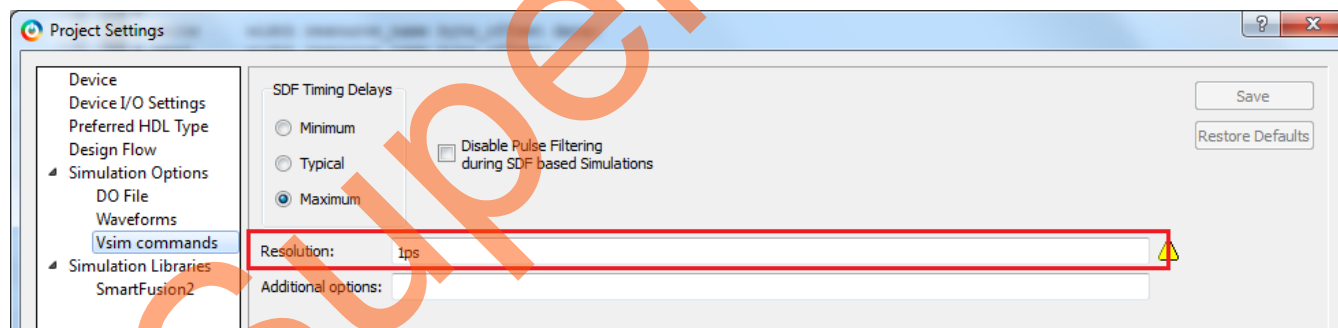 Project Settings
Device
Device I/O Settings
Preferred HDL Type
Design Flow
Simulation Options
DO File
Waveforms
Vsim commands
Simulation Libraries
SmartFusion2
SDF Timing Delays
Minimum
Typical
Maximum
Disable Pulse Filtering
during SDF based Simulations
Resolution: 1ps
Additional options:
Save
Restore Defaults